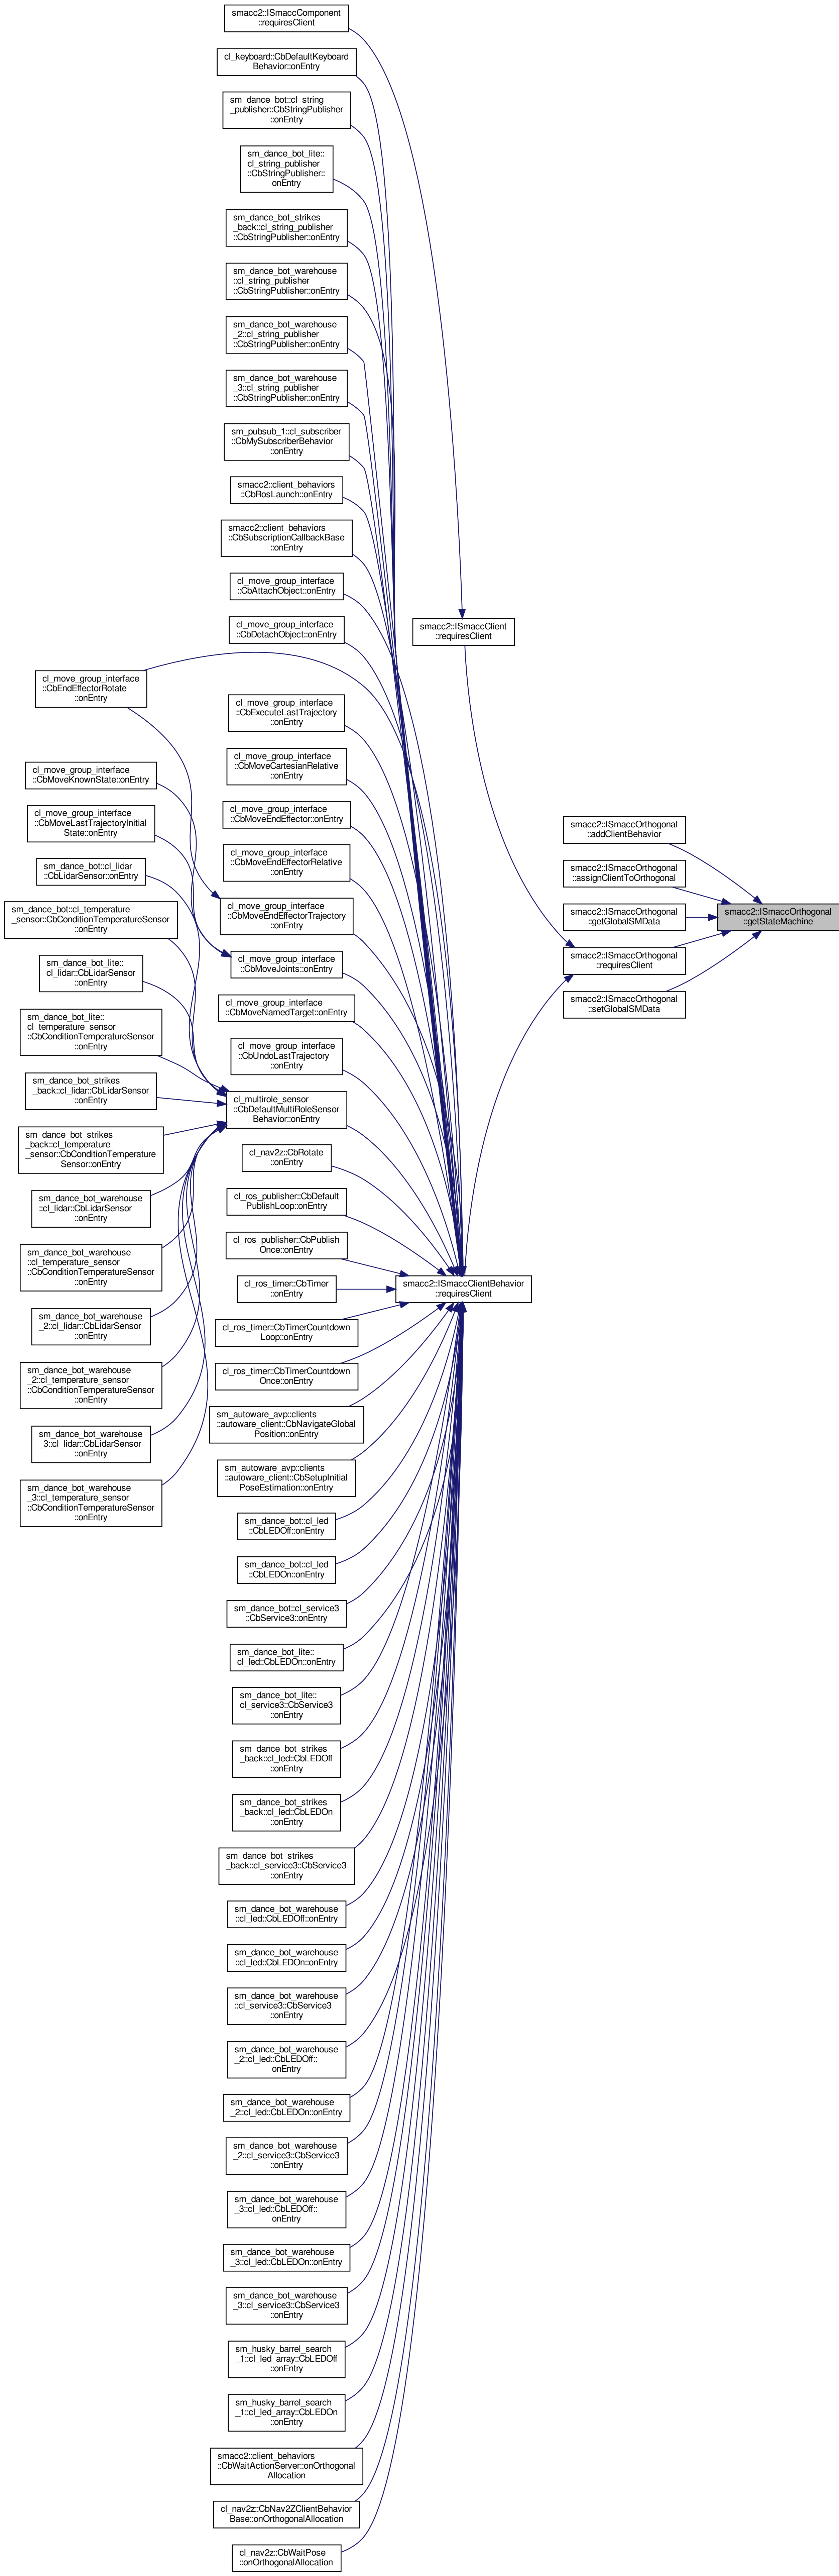 smacc2::ISmaccComponent
::requiresClient
cl_keyboard::CbDefaultKeyboard
Behavior::onEntry
sm_dance_bot::cl_string
_publisher::CbStringPublisher
::onEntry
sm_dance_bot_lite::
cl_string_publisher
::CbStringPublisher::
onEntry
sm_dance_bot_strikes
_back::cl_string_publisher
::CbStringPublisher::onEntry
sm_dance_bot_warehouse
::cl_string_publisher
::CbStringPublisher::onEntry
sm_dance_bot_warehouse
_2::cl_string_publisher
::CbStringPublisher::onEntry
sm_dance_bot_warehouse
_3::cl_string_publisher
::CbStringPublisher::onEntry
sm_pubsub_1::cl_subscriber
::CbMySubscriberBehavior
::onEntry
smacc2::client_behaviors
::CbRosLaunch::onEntry
smacc2::client_behaviors
::CbSubscriptionCallbackBase
::onEntry
cl_move_group_interface
::CbAttachObject::onEntry
cl_move_group_interface
::CbDetachObject::onEntry
smacc2::ISmaccClient
::requiresClient
cl_move_group_interface
::CbEndEffectorRotate
::onEntry
cl_move_group_interface
::CbExecuteLastTrajectory
::onEntry
cl_move_group_interface
::CbMoveCartesianRelative
::onEntry
cl_move_group_interface
::CbMoveKnownState::onEntry
cl_move_group_interface
::CbMoveEndEffector::onEntry
cl_move_group_interface
::CbMoveLastTrajectoryInitial
State::onEntry
cl_move_group_interface
::CbMoveEndEffectorRelative
::onEntry
sm_dance_bot::cl_lidar
::CbLidarSensor::onEntry
cl_move_group_interface
::CbMoveEndEffectorTrajectory
::onEntry
sm_dance_bot::cl_temperature
_sensor::CbConditionTemperatureSensor
::onEntry
cl_move_group_interface
::CbMoveJoints::onEntry
sm_dance_bot_lite::
cl_lidar::CbLidarSensor
::onEntry
cl_move_group_interface
::CbMoveNamedTarget::onEntry
sm_dance_bot_lite::
cl_temperature_sensor
::CbConditionTemperatureSensor
::onEntry
cl_move_group_interface
::CbUndoLastTrajectory
::onEntry
smacc2::ISmaccOrthogonal
::addClientBehavior
smacc2::ISmaccOrthogonal
::assignClientToOrthogonal
smacc2::ISmaccOrthogonal
::getGlobalSMData
smacc2::ISmaccOrthogonal
::getStateMachine
smacc2::ISmaccOrthogonal
::requiresClient
smacc2::ISmaccOrthogonal
::setGlobalSMData
sm_dance_bot_strikes
_back::cl_lidar::CbLidarSensor
::onEntry
cl_multirole_sensor
::CbDefaultMultiRoleSensor
Behavior::onEntry
sm_dance_bot_strikes
_back::cl_temperature
_sensor::CbConditionTemperature
Sensor::onEntry
cl_nav2z::CbRotate
::onEntry
sm_dance_bot_warehouse
::cl_lidar::CbLidarSensor
::onEntry
cl_ros_publisher::CbDefault
PublishLoop::onEntry
sm_dance_bot_warehouse
::cl_temperature_sensor
::CbConditionTemperatureSensor
::onEntry
cl_ros_publisher::CbPublish
Once::onEntry
cl_ros_timer::CbTimer
::onEntry
smacc2::ISmaccClientBehavior
::requiresClient
sm_dance_bot_warehouse
_2::cl_lidar::CbLidarSensor
::onEntry
cl_ros_timer::CbTimerCountdown
Loop::onEntry
sm_dance_bot_warehouse
_2::cl_temperature_sensor
::CbConditionTemperatureSensor
::onEntry
cl_ros_timer::CbTimerCountdown
Once::onEntry
sm_dance_bot_warehouse
_3::cl_lidar::CbLidarSensor
::onEntry
sm_autoware_avp::clients
::autoware_client::CbNavigateGlobal
Position::onEntry
sm_dance_bot_warehouse
_3::cl_temperature_sensor
::CbConditionTemperatureSensor
::onEntry
sm_autoware_avp::clients
::autoware_client::CbSetupInitial
PoseEstimation::onEntry
sm_dance_bot::cl_led
::CbLEDOff::onEntry
sm_dance_bot::cl_led
::CbLEDOn::onEntry
sm_dance_bot::cl_service3
::CbService3::onEntry
sm_dance_bot_lite::
cl_led::CbLEDOn::onEntry
sm_dance_bot_lite::
cl_service3::CbService3
::onEntry
sm_dance_bot_strikes
_back::cl_led::CbLEDOff
::onEntry
sm_dance_bot_strikes
_back::cl_led::CbLEDOn
::onEntry
sm_dance_bot_strikes
_back::cl_service3::CbService3
::onEntry
sm_dance_bot_warehouse
::cl_led::CbLEDOff::onEntry
sm_dance_bot_warehouse
::cl_led::CbLEDOn::onEntry
sm_dance_bot_warehouse
::cl_service3::CbService3
::onEntry
sm_dance_bot_warehouse
_2::cl_led::CbLEDOff::
onEntry
sm_dance_bot_warehouse
_2::cl_led::CbLEDOn::onEntry
sm_dance_bot_warehouse
_2::cl_service3::CbService3
::onEntry
sm_dance_bot_warehouse
_3::cl_led::CbLEDOff::
onEntry
sm_dance_bot_warehouse
_3::cl_led::CbLEDOn::onEntry
sm_dance_bot_warehouse
_3::cl_service3::CbService3
::onEntry
sm_husky_barrel_search
_1::cl_led_array::CbLEDOff
::onEntry
sm_husky_barrel_search
_1::cl_led_array::CbLEDOn
::onEntry
smacc2::client_behaviors
::CbWaitActionServer::onOrthogonal
Allocation
cl_nav2z::CbNav2ZClientBehavior
Base::onOrthogonalAllocation
cl_nav2z::CbWaitPose
::onOrthogonalAllocation